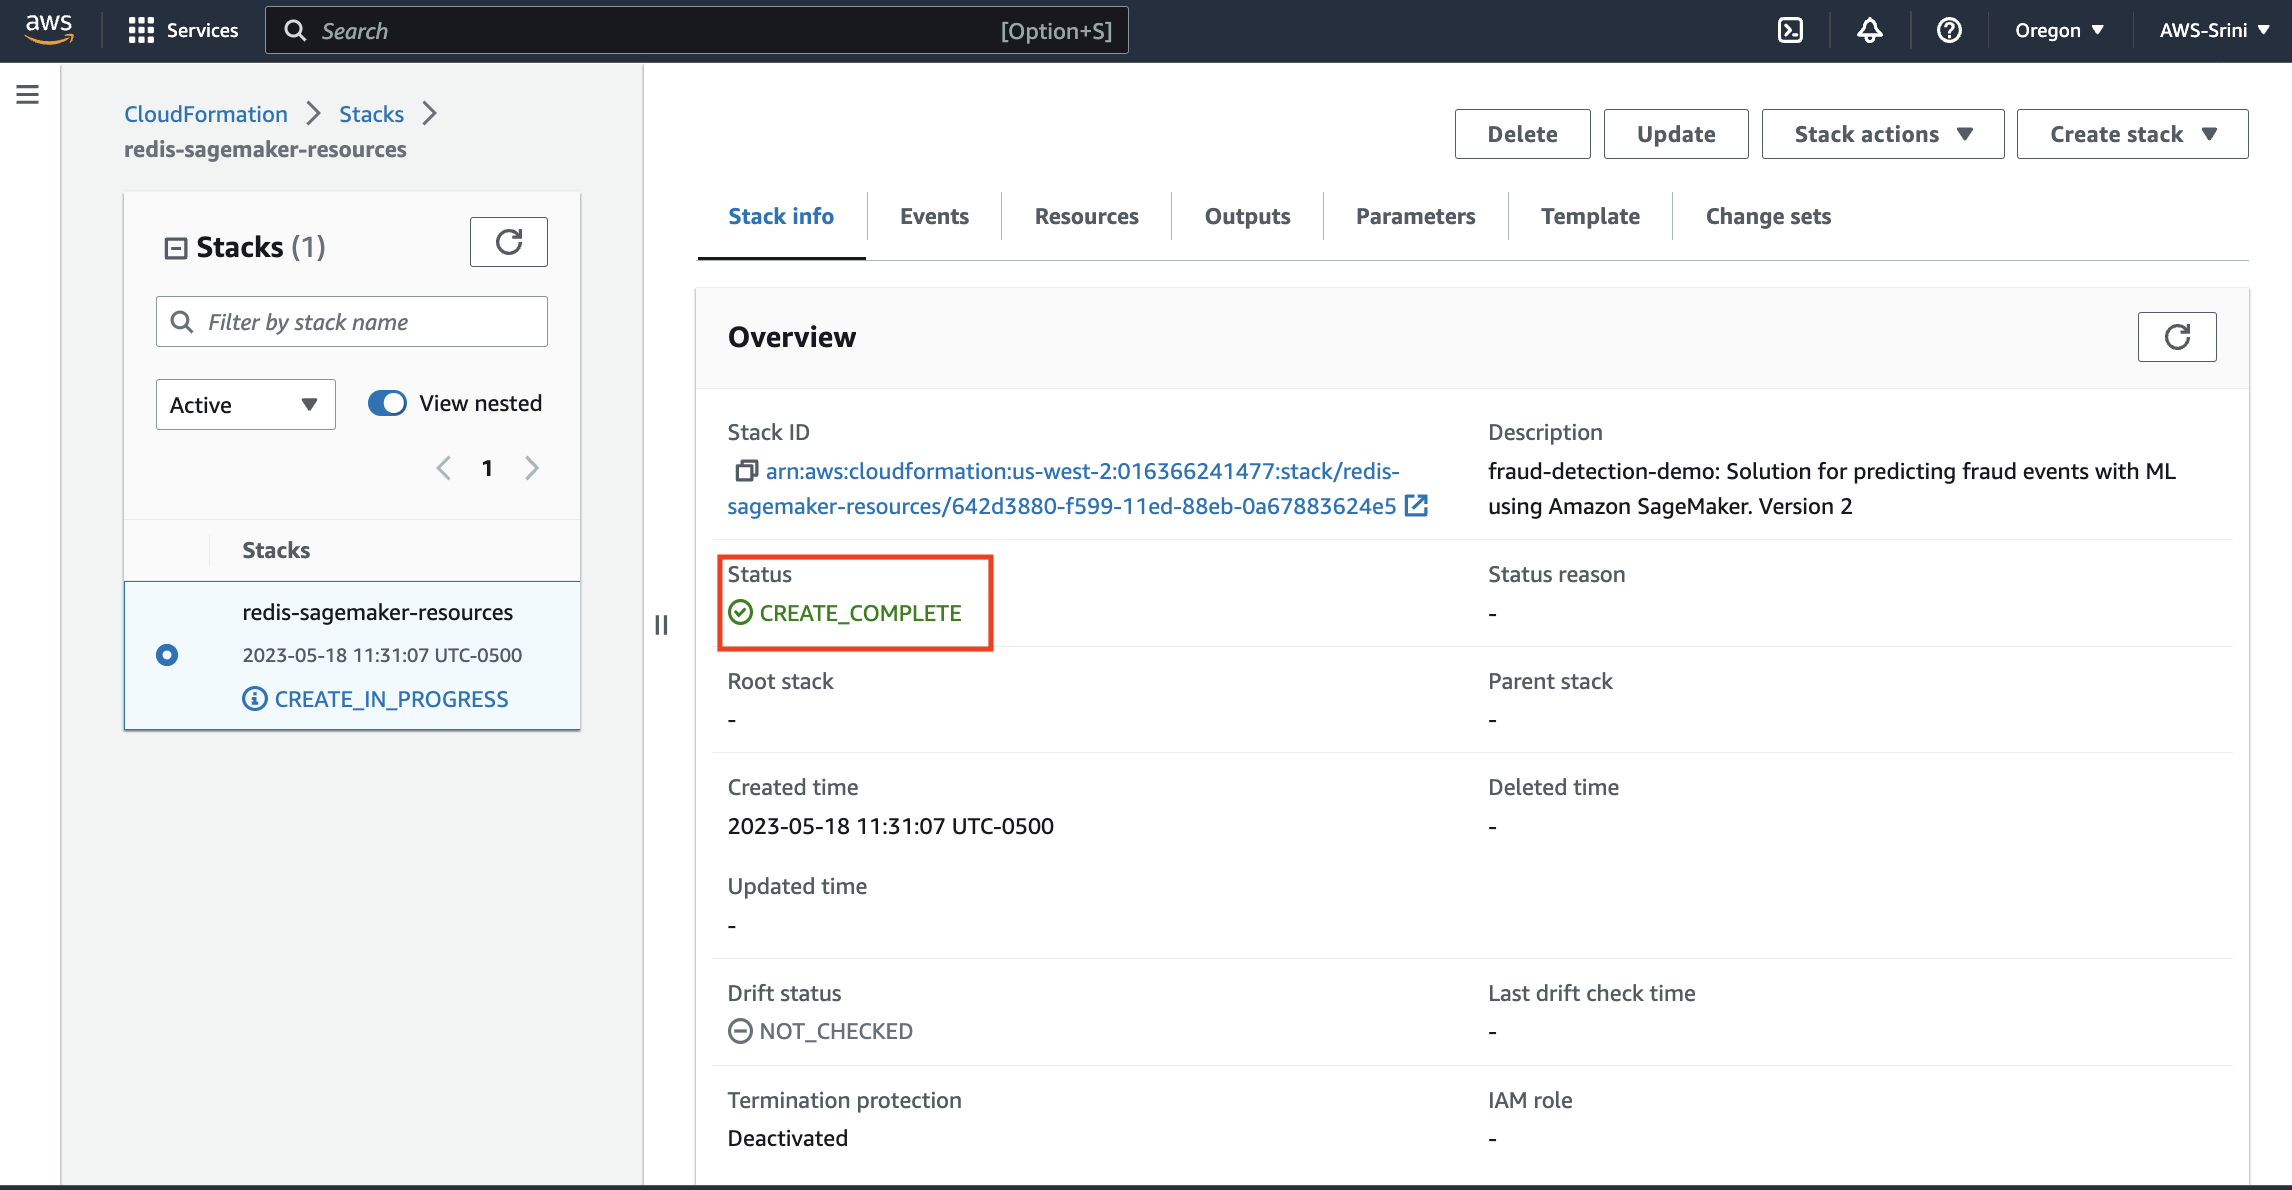 aws
Services
Search
[Option+S]
Oregon
AWS-Srini
CloudFormation
Stacks
redis-sagemaker-resources
Stacks (1)
Filter by stack name
Active
View nested
1
Stacks
redis-sagemaker-resources
2023-05-18 11:31:07 UTC-0500
CREATE_IN_PROGRESS
Delete
Update
Stack actions
Create stack
Stack info
Events
Resources
Outputs
Parameters
Template
Change sets
Overview
Stack ID
arn:aws:cloudformation:us-west-2:016366241477:stack/redis-
sagemaker-resources/642d3880-f599-11ed-88eb-0a67883624e5
Description
fraud-detection-demo: Solution for predicting fraud events with ML
using Amazon SageMaker. Version 2
Status
CREATE_COMPLETE
Status reason
-
Root stack
-
Parent stack
-
Created time
2023-05-18 11:31:07 UTC-0500
Deleted time
-
Updated time
-
Drift status
NOT_CHECKED
Last drift check time
-
Termination protection
Deactivated
IAM role
-